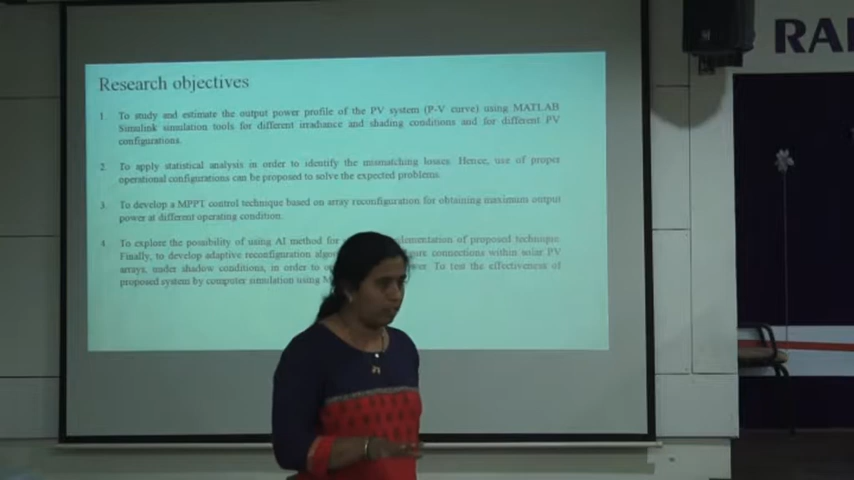 RAI
Research objectives
1. To study and estimate the output power profile of the PV system (P-V curve) using MATLAB
Simulink simulation tools for different irradiance and shading conditions and for different PV
configurations.
2. To apply statistical analysis in order to identify the mismatching losses. Hence, use of proper
operational configurations can be proposed to solve the expected problems.
3. To develop a MPPT control technique based on array reconfiguration for obtaining maximum output
power at different operating condition.
4. To explore the possibility of using AI method for plementation of proposed technique.
Finally, to develop adaptive reconfiguration connections within solar PV
arrays, under shadow conditions, in order to To test the effectiveness of
proposed system by computer simulation using